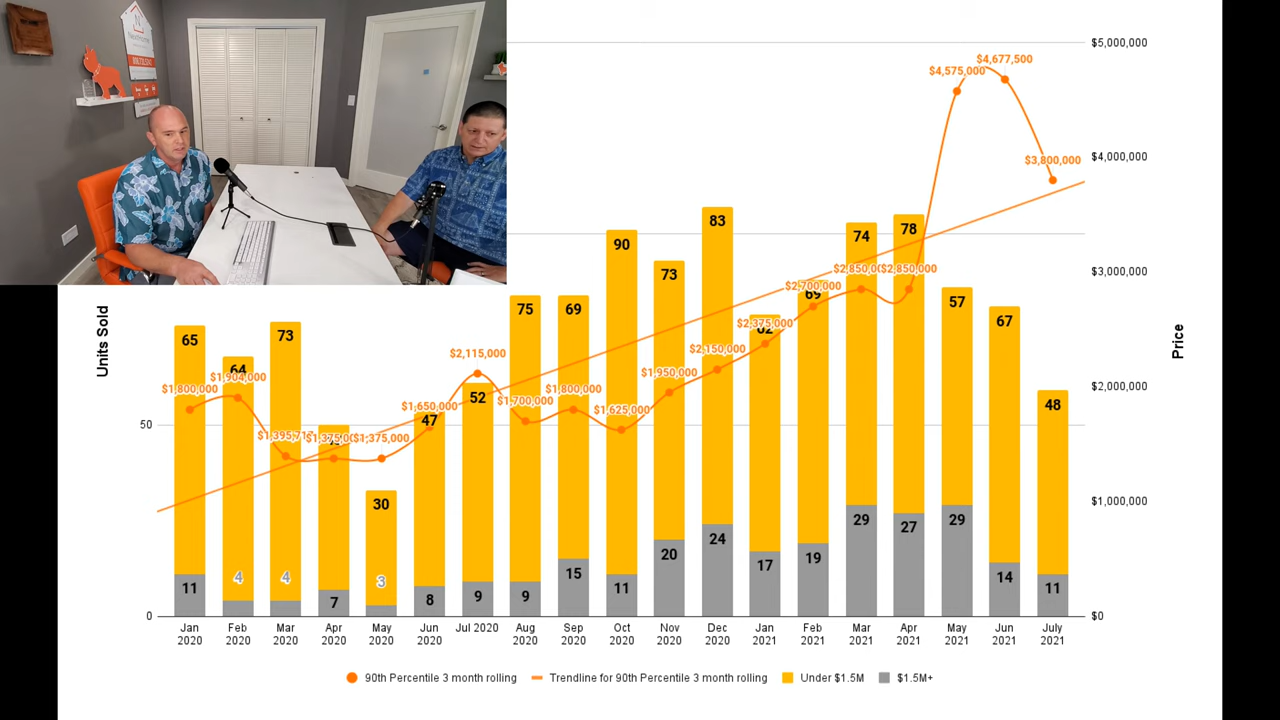 $5,000,000
$4,677,500
$4,575,000
$4,000,000
$3,800,000
83
78
74
90
73
$3,000,000
$2,850,000
75
69
57
67
$2,700,000
69
$2,375,000
62
65
73
Units Sold
Price
$2,150,000
$2,115,000
64
$1,904,000
$1,950,000
$2,000,000
$1,800,000
$1,800,000
52
$1,700,000
48
$1,650,000
47
$1,625,000
50
$1,375,000
30
$1,000,000
29
27
29
20
24
17
19
15
14
11
4
4
3
7
8
9
9
11
11
0
$0
Jan 2020
Feb 2020
Mar 2020
Apr 2020
May 2020
Jun 2020
Jul 2020
Aug 2020
Sep 2020
Oct 2020
Nov 2020
Dec 2020
Jan 2021
Feb 2021
Mar 2021
Apr 2021
May 2021
Jun 2021
July 2021
90th Percentile 3 month rolling
Trendline for 90th Percentile 3 month rolling
Under $1.5M
$1.5M+